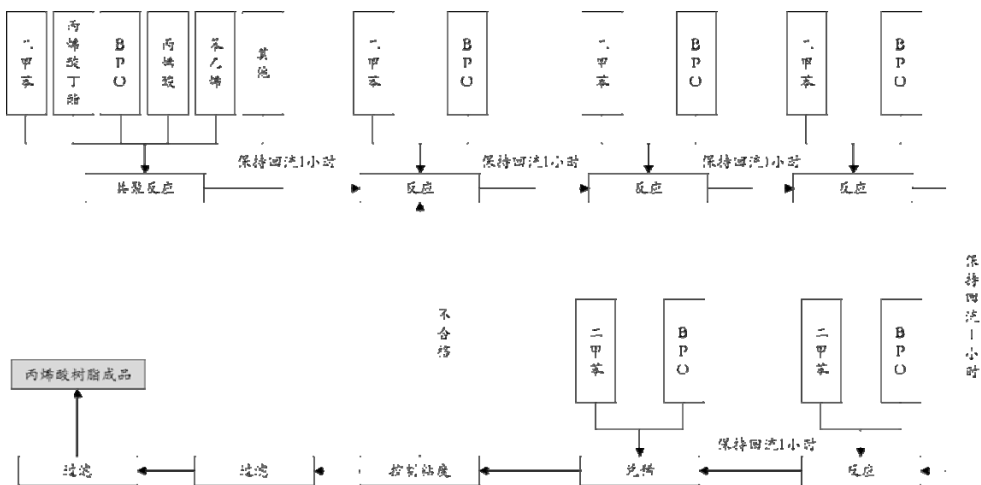 二甲苯
丙烯酸丁酯
BPO
丙烯酸
苯乙烯
其他
二甲苯
BPO
二甲苯
BPO
二甲苯
BPO
保持回流1小时
保持回流1小时
保持回流1小时
共聚反应
反应
反应
反应
保持回流1小时
不合格
二甲苯
BPO
二甲苯
BPO
丙烯酸树脂成品
保持回流1小时
过滤
过滤
控制粘度
兑稀
反应